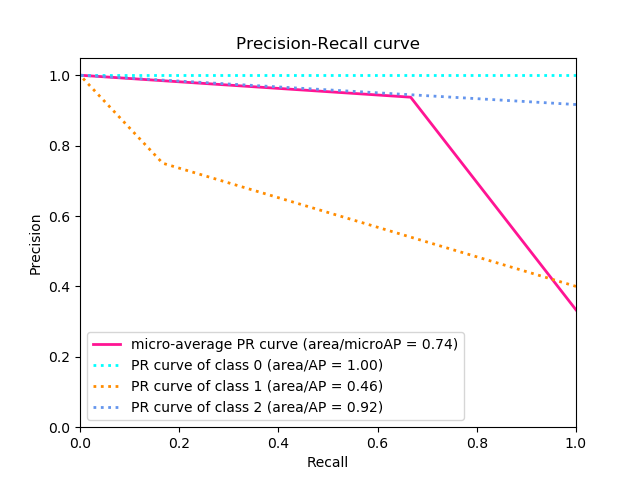 Precision-Recall curve
Precision
1.0
0.8
0.6
0.4
0.2
0.0
micro-average PR curve (area/microAP = 0.74)
PR curve of class 0 (area/AP = 1.00)
PR curve of class 1 (area/AP = 0.46)
PR curve of class 2 (area/AP = 0.92)
0.0 0.2 0.4 0.6 0.8 1.0
Recall